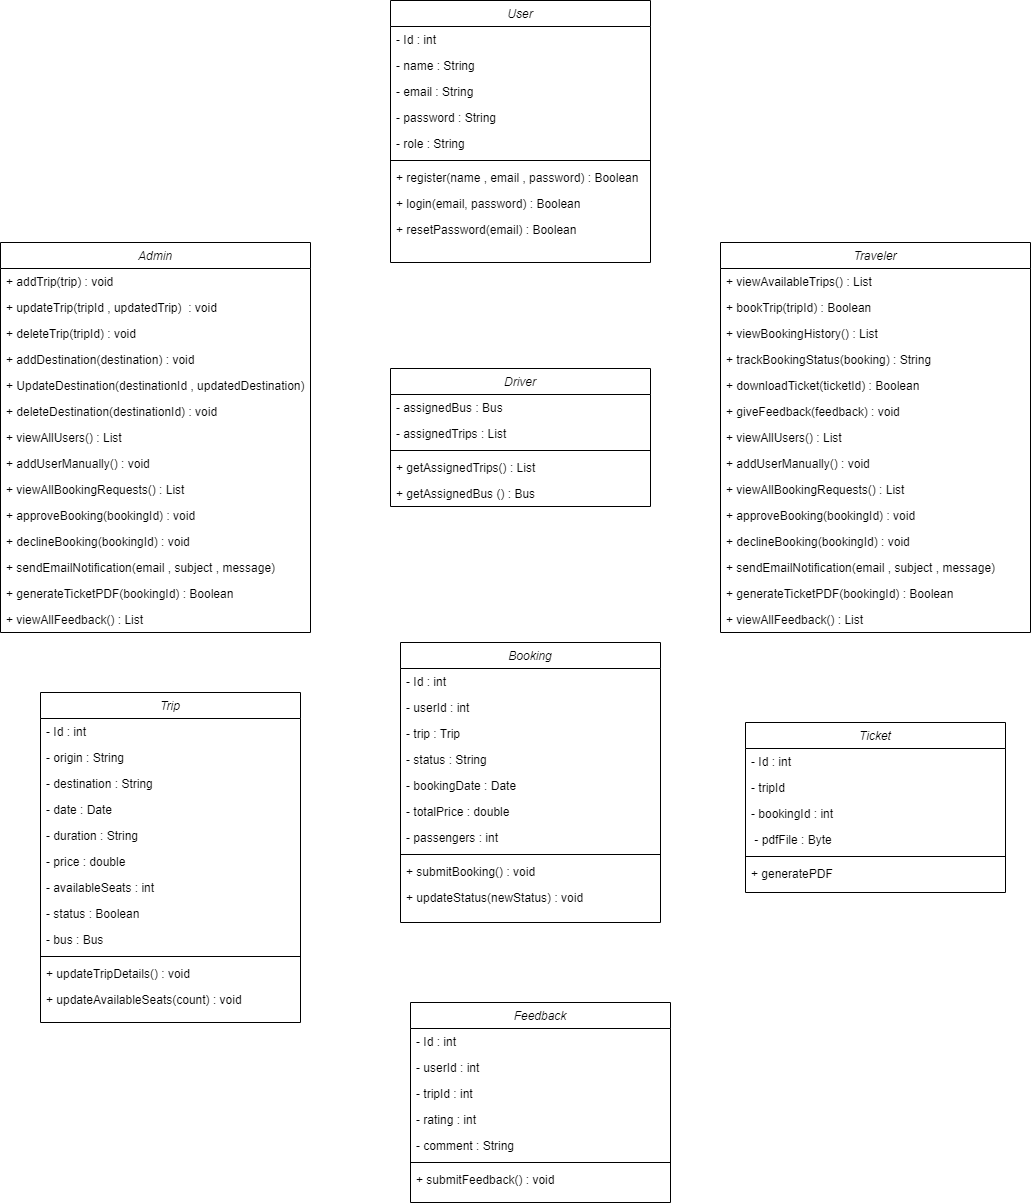 User
- Id : int
- name : String
- email : String
- password : String
- role : String
+ register(name , email , password) : Boolean
+ login(email, password) : Boolean
+ resetPassword(email) : Boolean
Admin
+ addTrip(trip) : void
+ updateTrip(tripId , updatedTrip)  : void
+ deleteTrip(tripId) : void
+ addDestination(destination) : void
+ UpdateDestination(destinationId , updatedDestination)
+ deleteDestination(destinationId) : void
+ viewAllUsers() : List
+ addUserManually() : void
+ viewAllBookingRequests() : List
+ approveBooking(bookingId) : void
+ declineBooking(bookingId) : void
+ sendEmailNotification(email , subject , message)
+ generateTicketPDF(bookingId) : Boolean
+ viewAllFeedback() : List
Driver
- assignedBus : Bus
- assignedTrips : List
+ getAssignedTrips() : List
+ getAssignedBus () : Bus
Traveler
+ viewAvailableTrips() : List
+ bookTrip(tripId) : Boolean
+ viewBookingHistory() : List
+ trackBookingStatus(booking) : String
+ downloadTicket(ticketId) : Boolean
+ giveFeedback(feedback) : void
+ viewAllUsers() : List
+ addUserManually() : void
+ viewAllBookingRequests() : List
+ approveBooking(bookingId) : void
+ declineBooking(bookingId) : void
+ sendEmailNotification(email , subject , message)
+ generateTicketPDF(bookingId) : Boolean
+ viewAllFeedback() : List
Trip
- Id : int
- origin : String
- destination : String
- date : Date
- duration : String
- price : double
- availableSeats : int
- status : Boolean
- bus : Bus
+ updateTripDetails() : void
+ updateAvailableSeats(count) : void
Booking
- Id : int
- userId : int
- trip : Trip
- status : String
- bookingDate : Date
- totalPrice : double
- passengers : int
+ submitBooking() : void
+ updateStatus(newStatus) : void
Ticket
- Id : int
- tripId
- bookingId : int
- pdfFile : Byte
+ generatePDF
Feedback
- Id : int
- userId : int
- tripId : int
- rating : int
- comment : String
+ submitFeedback() : void